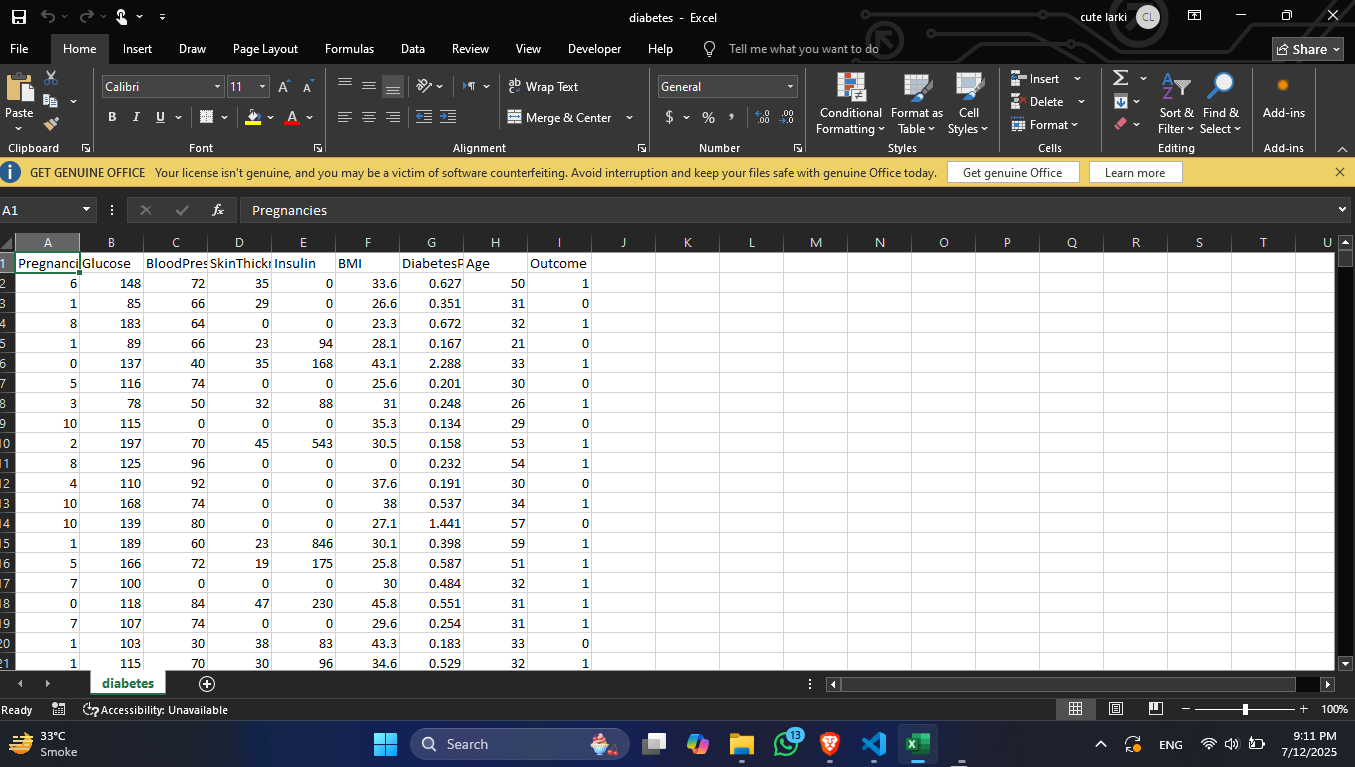 diabetes - Excel
cute larki
CL
File Home Insert Draw Page Layout Formulas Data Review View Developer Help Tell me what you want to do
Share
Paste
Calibri 11 A A
ab Wrap Text
General
Conditional Formatting
Format as Table
Cell Styles
Insert
Delete
Format
Sort & Filter
Find & Select
Add-ins
B I U A
Merge & Center
$ % ,
Clipboard Font Alignment Number Styles Cells Editing Add-ins
GET GENUINE OFFICE Your license isn't genuine, and you may be a victim of software counterfeiting. Avoid interruption and keep your files safe with genuine Office today. Get genuine Office Learn more
A1 fx Pregnancies
A B C D E F G H I J K L M N O P Q R S T U
1 Pregnanci Glucose BloodPres SkinThickn Insulin BMI DiabetesP Age Outcome
2 6 148 72 35 0 33.6 0.627 50 1
3 1 85 66 29 0 26.6 0.351 31 0
4 8 183 64 0 0 23.3 0.672 32 1
5 1 89 66 23 94 28.1 0.167 21 0
6 0 137 40 35 168 43.1 2.288 33 1
7 5 116 74 0 0 25.6 0.201 30 0
8 3 78 50 32 88 31 0.248 26 1
9 10 115 0 0 0 35.3 0.134 29 0
10 2 197 70 45 543 30.5 0.158 53 1
11 8 125 96 0 0 0 0.232 54 1
12 4 110 92 0 0 37.6 0.191 30 0
13 10 168 74 0 0 38 0.537 34 1
14 10 139 80 0 0 27.1 1.441 57 0
15 1 189 60 23 846 30.1 0.398 59 1
16 5 166 72 19 175 25.8 0.587 51 1
17 7 100 0 0 0 30 0.484 32 1
18 0 118 84 47 230 45.8 0.551 31 1
19 7 107 74 0 0 29.6 0.254 31 1
20 1 103 30 38 83 43.3 0.183 33 0
21 1 115 70 30 96 34.6 0.529 32 1
diabetes
Ready Accessibility: Unavailable 100%
33°C
Smoke
Search
13
ENG
9:11 PM
7/12/2025